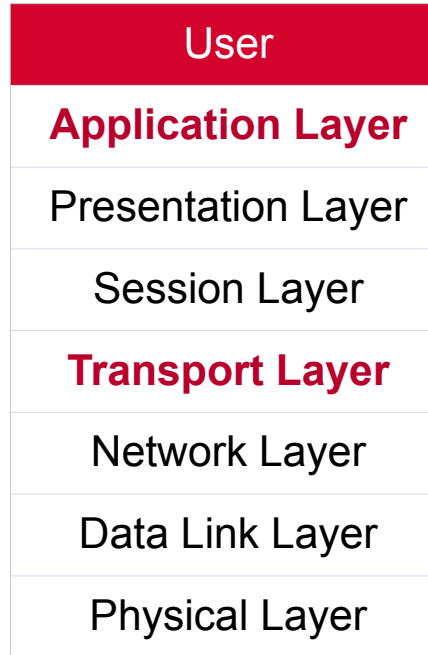 User
Application Layer
Presentation Layer
Session Layer
Transport Layer
Network Layer
Data Link Layer
Physical Layer